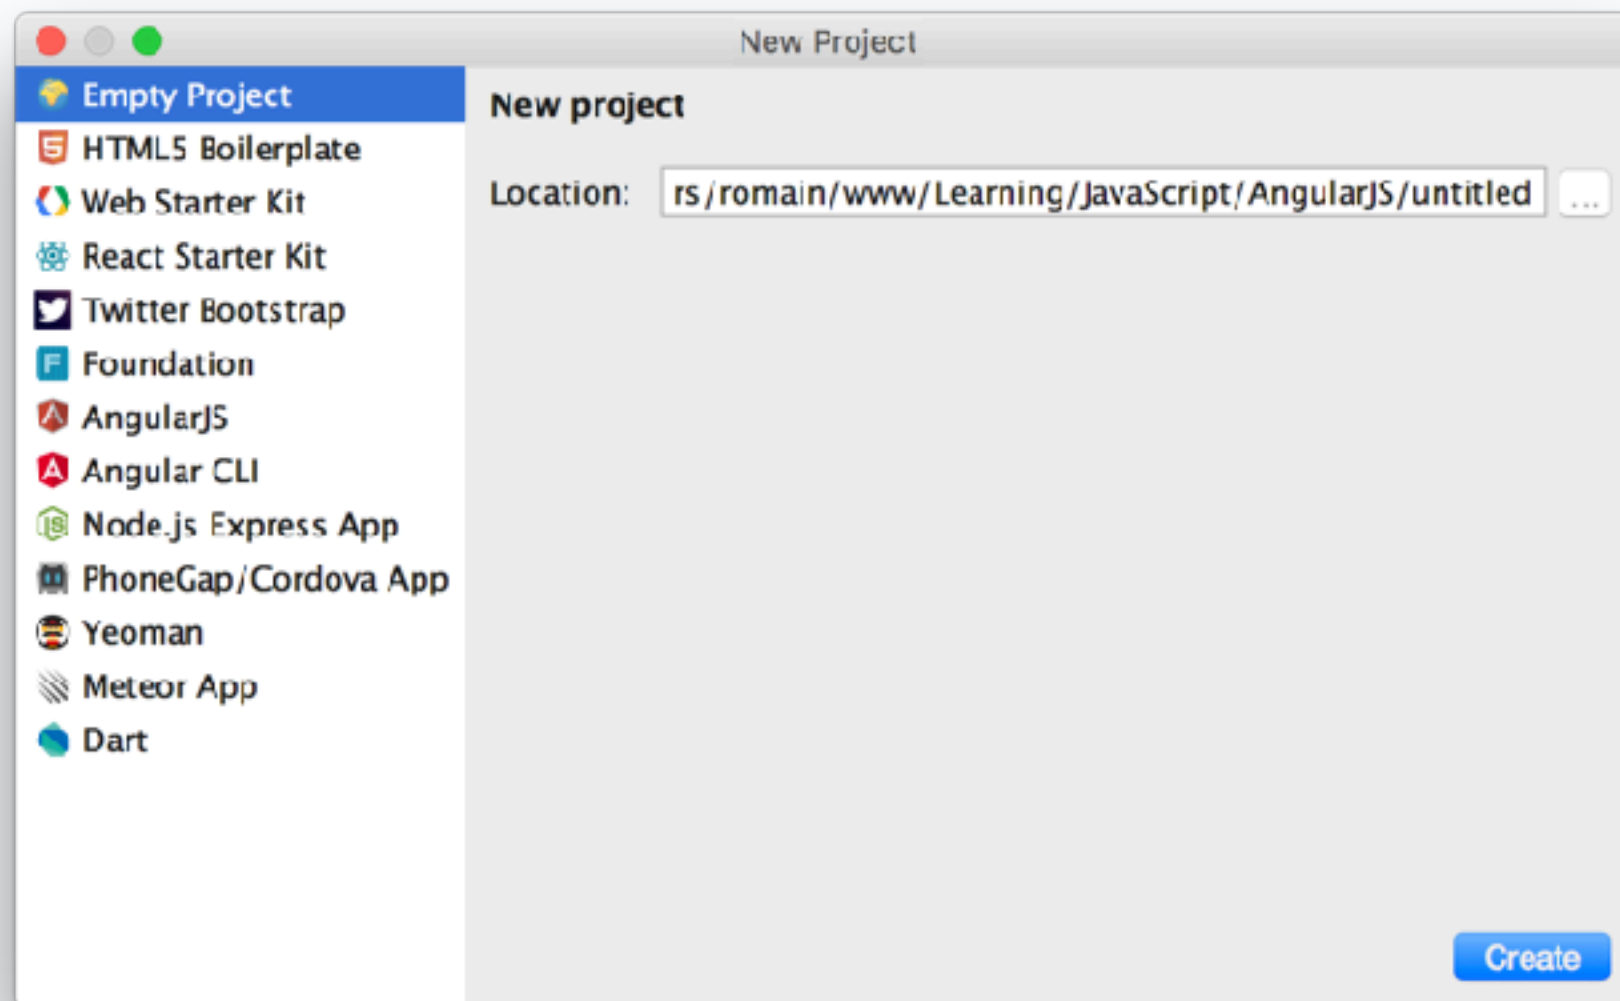 New Project
Empty Project
HTML5 Boilerplate
Web Starter Kit
React Starter Kit
Twitter Bootstrap
Foundation
AngularJS
Angular CLI
Node.js Express App
PhoneGap/Cordova App
Yeoman
Meteor App
Dart
New project
Location: rs/romain/www/Learning/JavaScript/AngularJS/untitled ...
Create